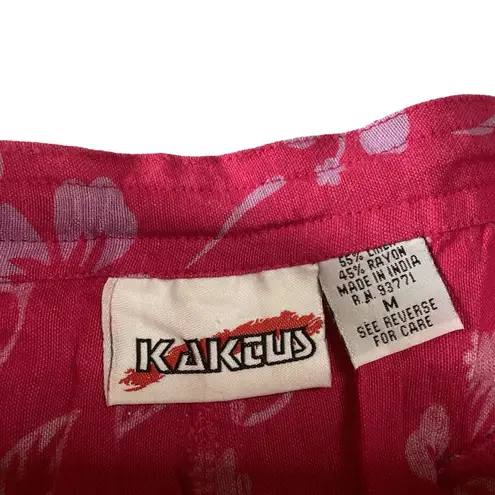 KAKTUS
55% LINEN
45% RAYON
MADE IN INDIA
R.N. 93771
M
SEE REVERSE
FOR CARE